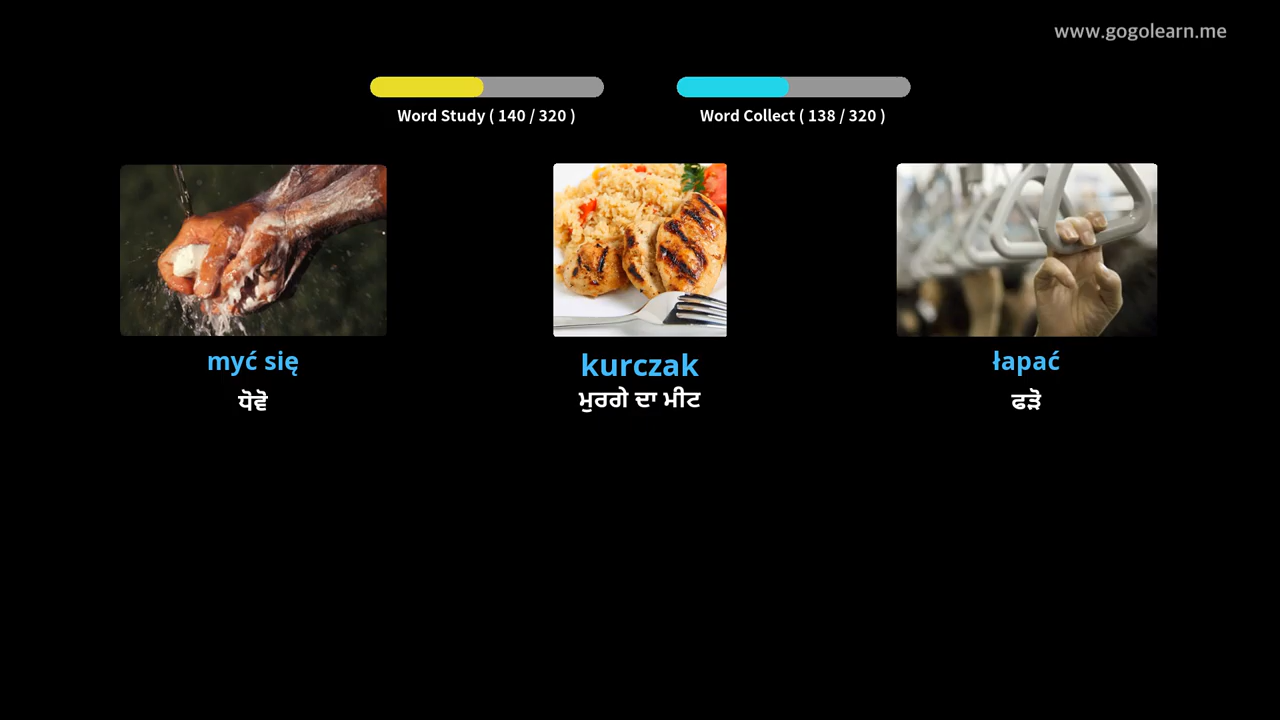 www.gogolearn.me
Word Study ( 140 / 320 )
Word Collect ( 138 / 320 )
myć się
kurczak
łapać
ਧੋਵੋ
ਮੁਰਗੇ ਦਾ ਮੀਟ
ਫੜੋ